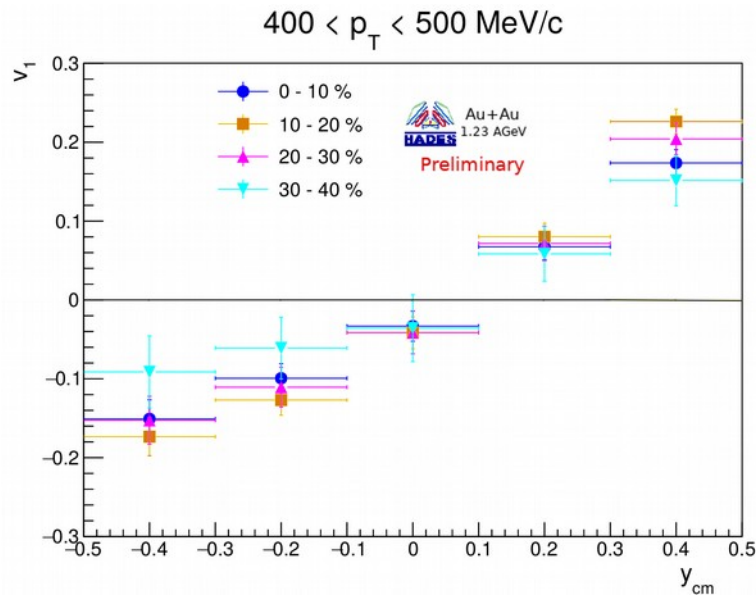 400 < p_T < 500 MeV/c
v₁
0.3
0.2
0.1
0
−0.1
−0.2
−0.3
0 - 10 %
10 - 20 %
20 - 30 %
30 - 40 %
HADES
Au+Au
1.23 AGeV
Preliminary
−0.5 −0.4 −0.3 −0.2 −0.1 0 0.1 0.2 0.3 0.4 0.5
y_cm